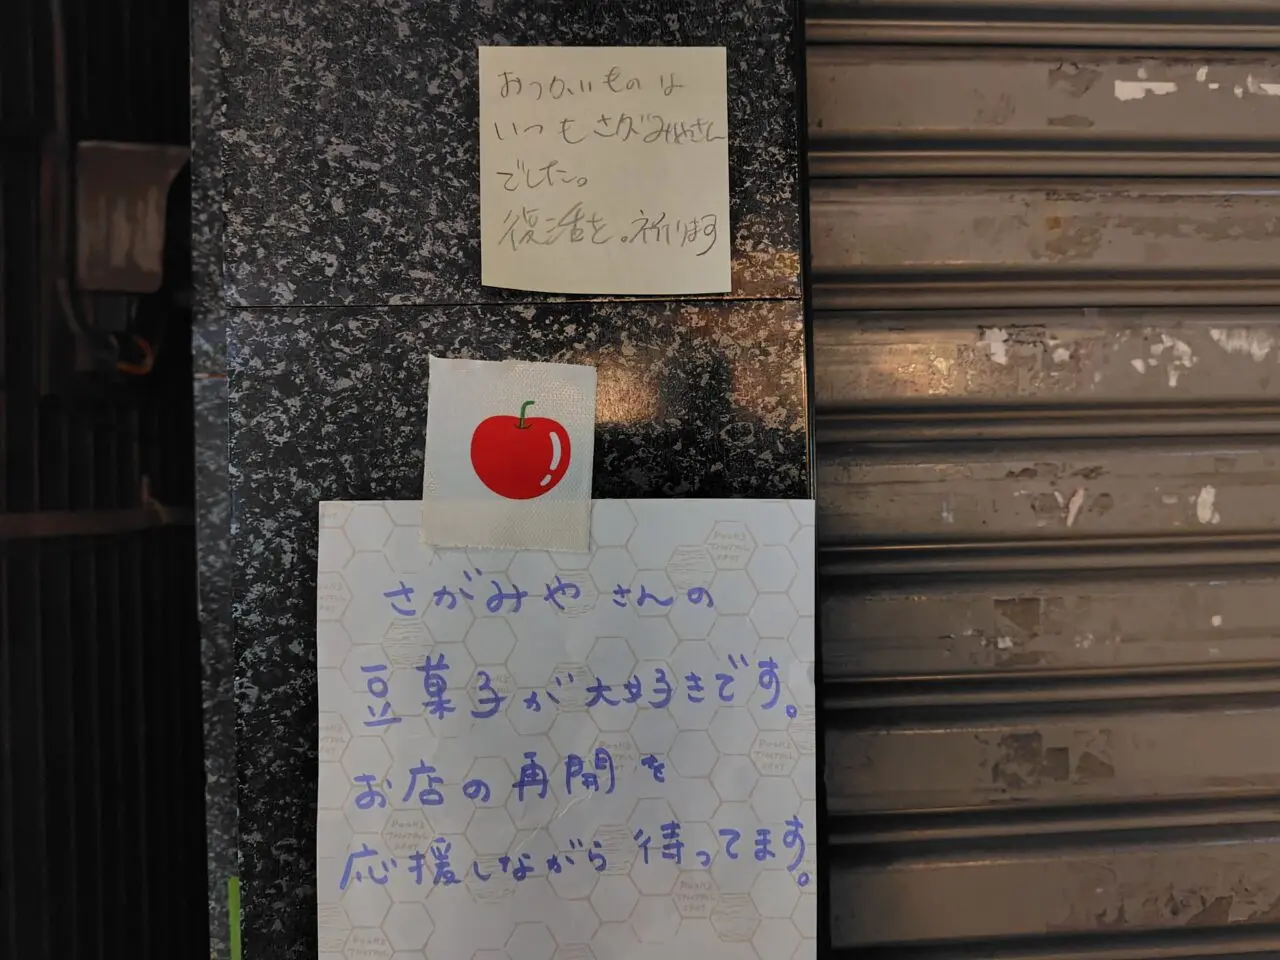 おつかいものは
いつもさがみやさん
でした。
復活を。祈ります
さがみやさんの
豆菓子が大好きです。
お店の再開を
応援しながら待ってます。